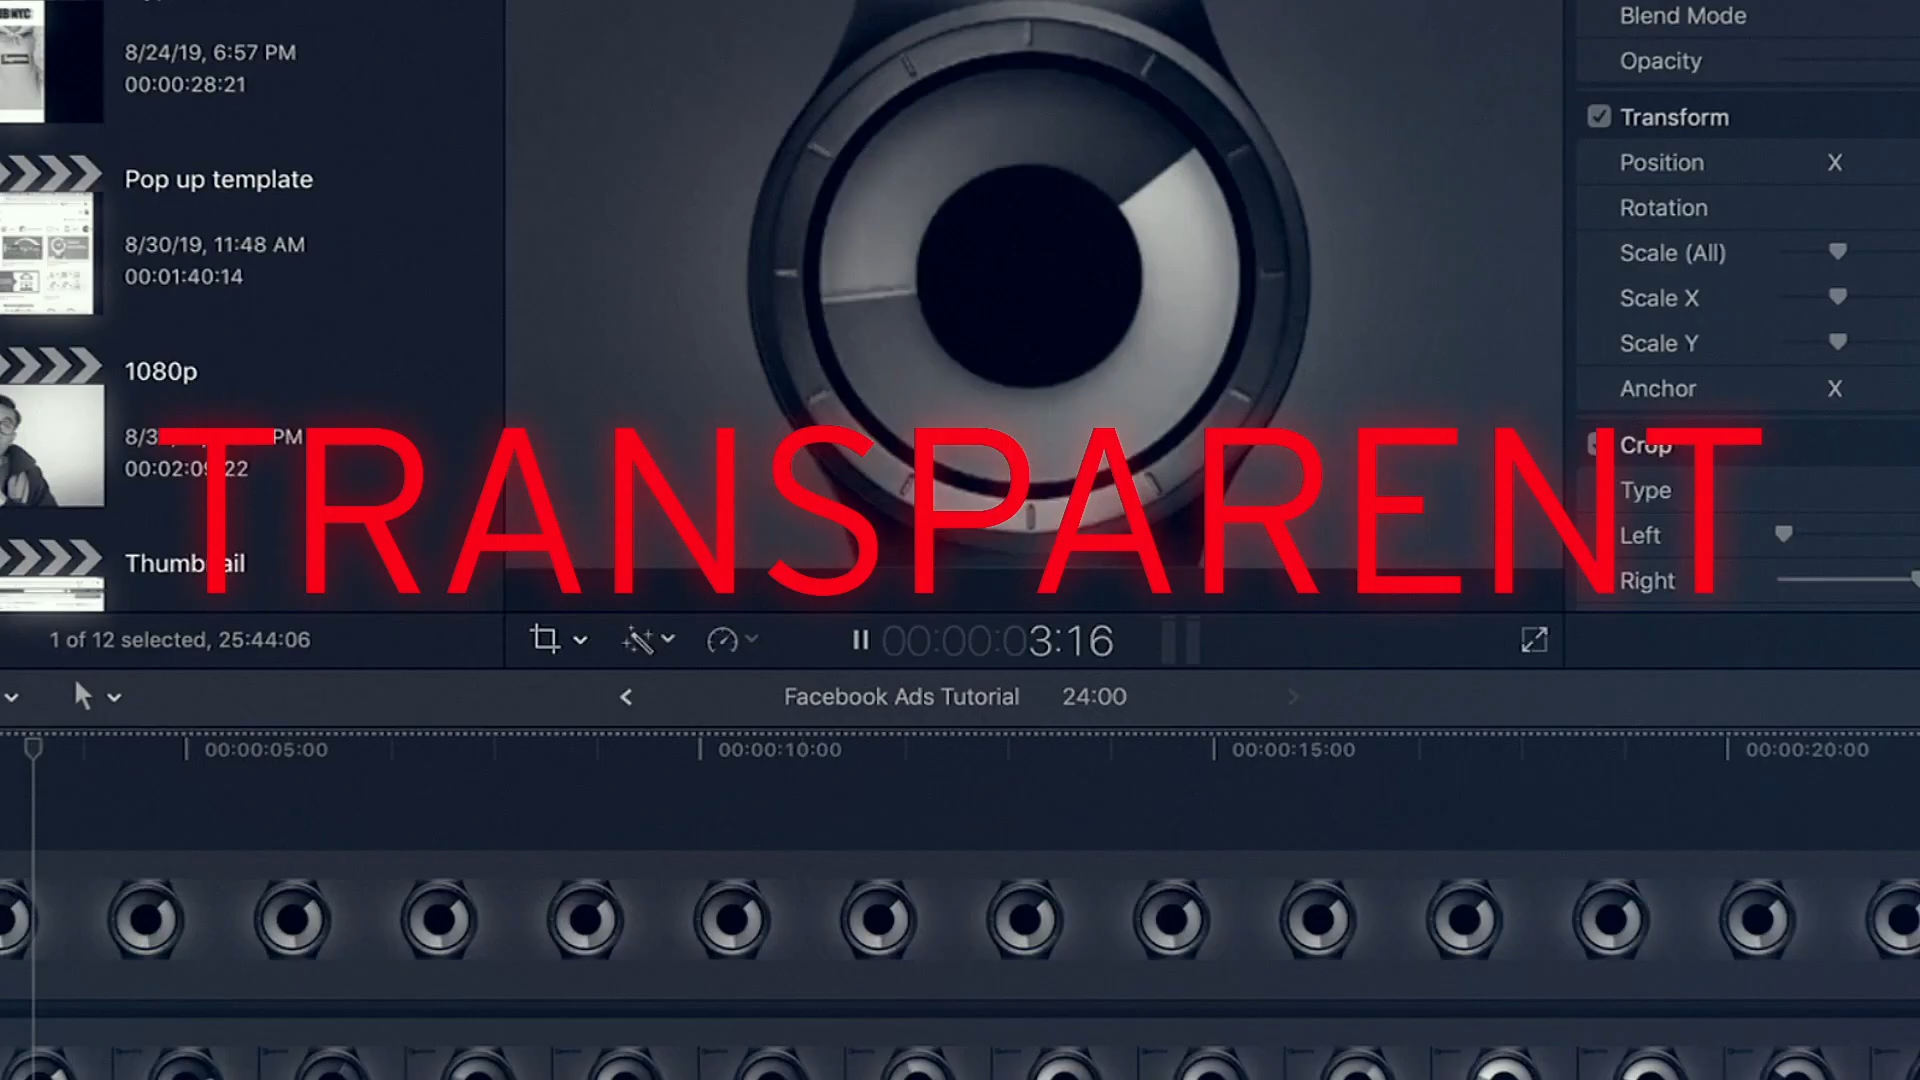 8/24/19, 6:57 PM
00:00:28:21
Pop up template
8/30/19, 11:48 AM
00:01:40:14
1080p
PM
Thumbnail
1 of 12 selected, 25:44:06
Blend Mode
Opacity
Transform
Position X
Rotation
Scale (All)
Scale X
Scale Y
Anchor X
Crop
Type
Left
Right
TRANSPARENT
00:00:03:16
Facebook Ads Tutorial 24:00
00:00:05:00 00:00:10:00 00:00:15:00 00:00:20:00